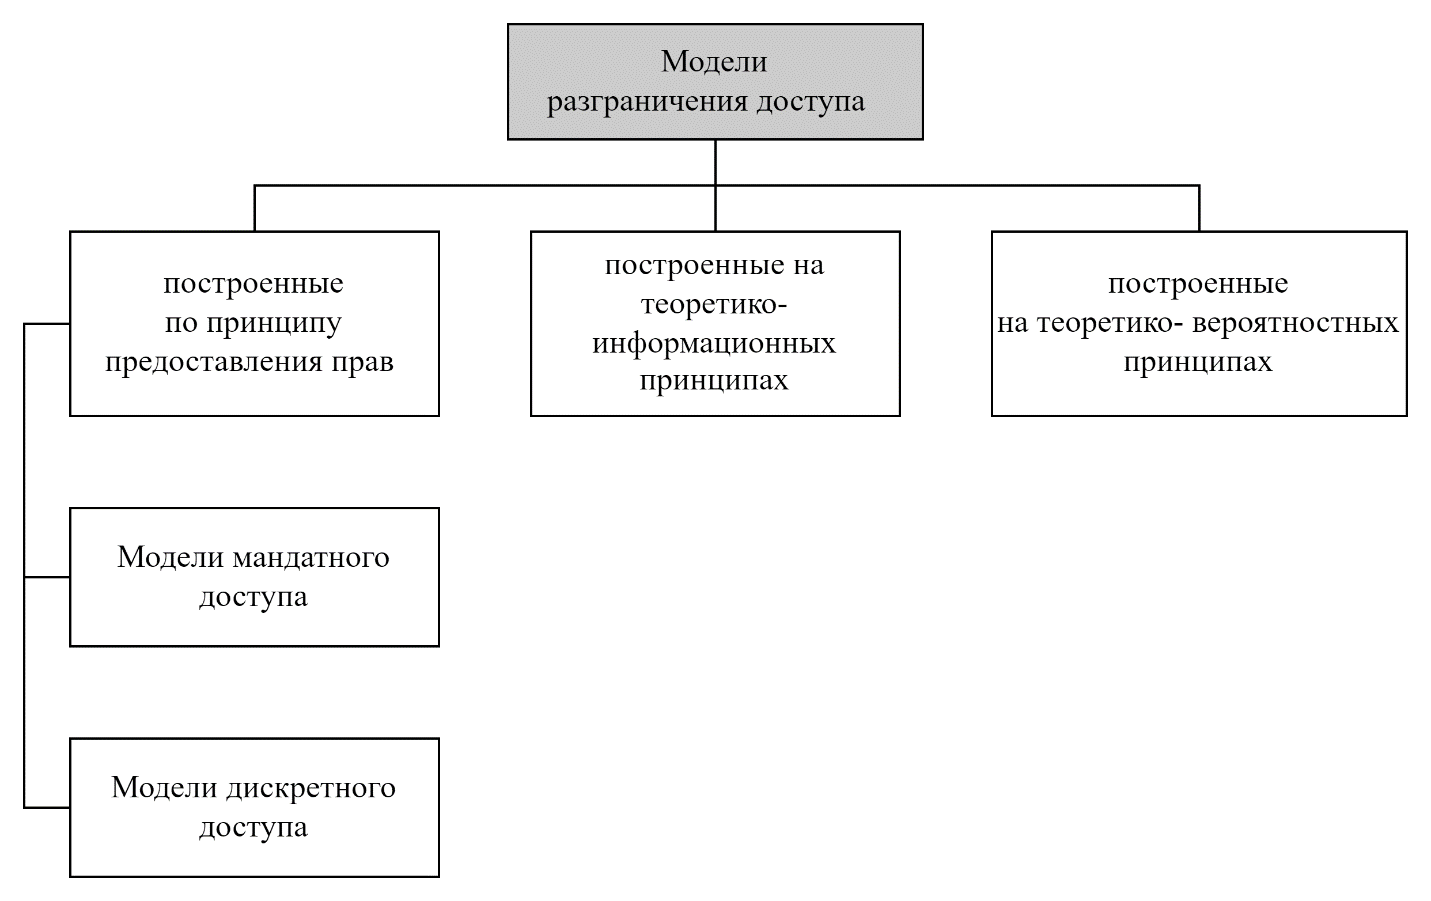 Модели
разграничения доступа
построенные
по принципу
предоставления прав
построенные на
теоретико-
информационных
принципах
построенные
на теоретико- вероятностных
принципах
Модели мандатного
доступа
Модели дискретного
доступа